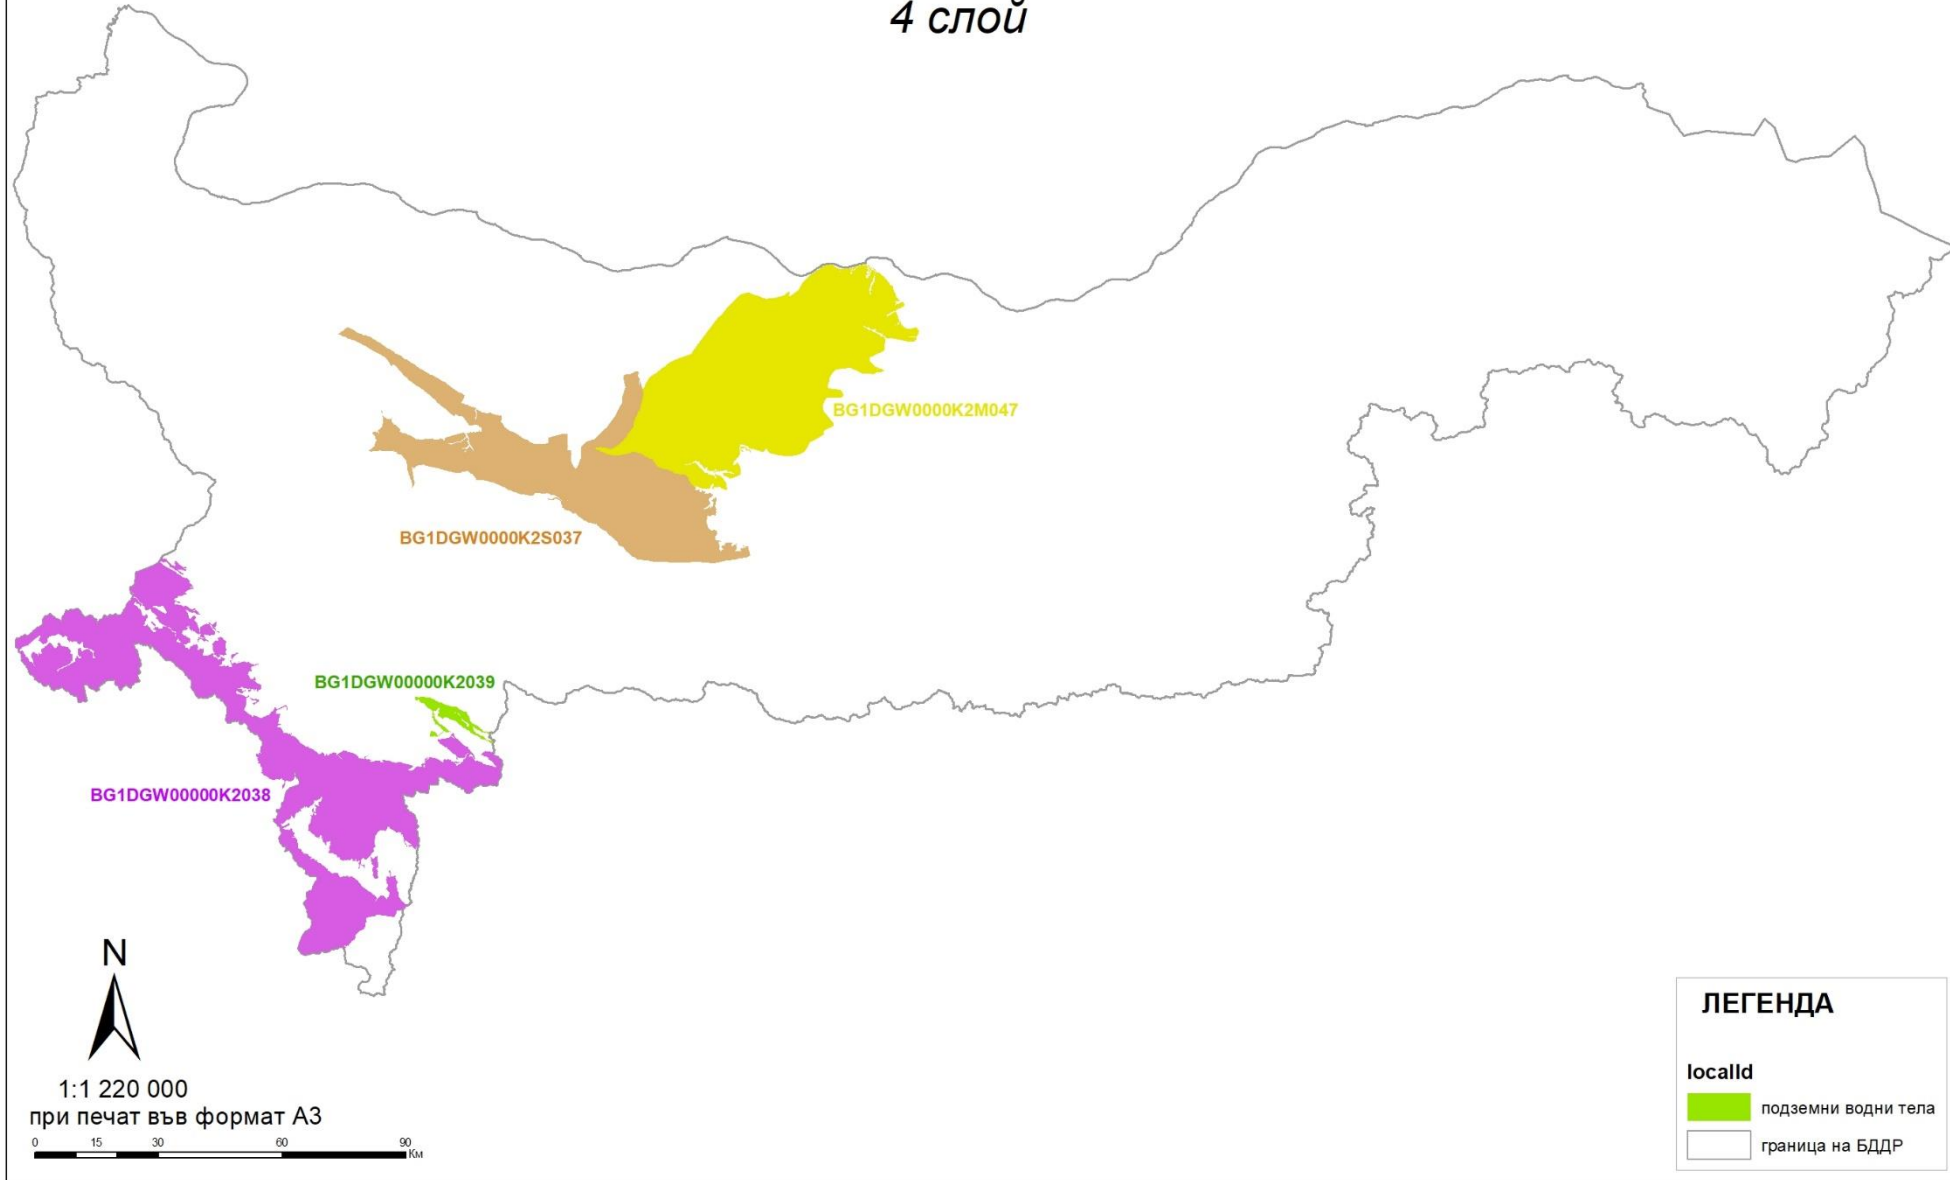 4 слой
BG1DGW0000K2M047
BG1DGW0000K2S037
BG1DGW00000K2039
BG1DGW00000K2038
N
1:1 220 000
при печат във формат А3
0 15 30 60 90
Км
ЛЕГЕНДА
localId
подземни водни тела
граница на БДДР